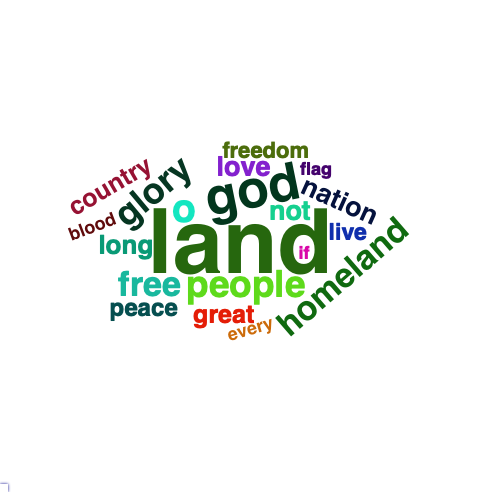 freedom
love
flag
country
glory
god
nation
blood
o
not
long
land
if
live
homeland
free
people
peace
great
every